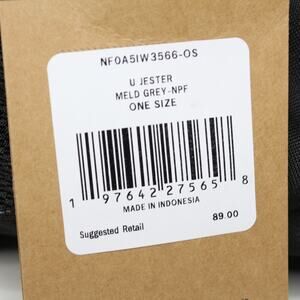 NF0A5IW3566-OS
U JESTER
MELD GREY-NPF
ONE SIZE
1 97642 27565 8
MADE IN INDONESIA
Suggested Retail 89.00